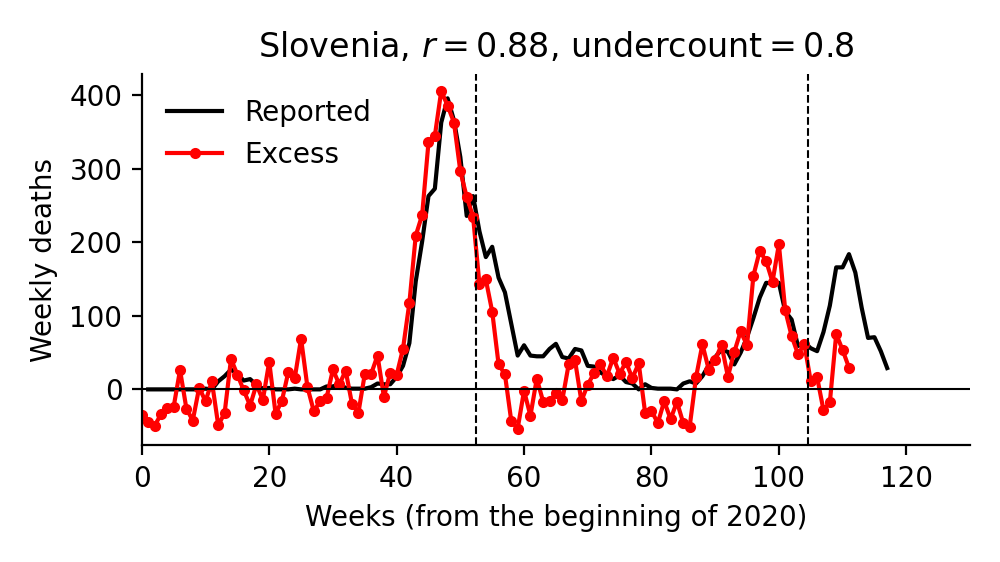 Slovenia, r = 0.88, undercount = 0.8
Weekly deaths
400
300
200
100
0
Reported
Excess
0 20 40 60 80 100 120
Weeks (from the beginning of 2020)